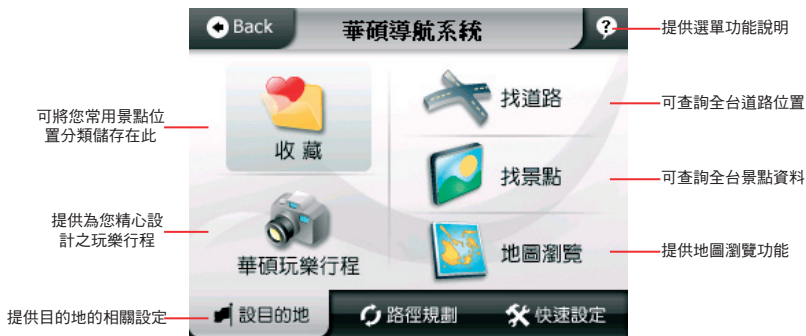 Back
華碩導航系統
?
提供選單功能說明
可將您常用景點位
置分類儲存在此
收藏
找道路
可查詢全台道路位置
找景點
可查詢全台景點資料
提供為您精心設
計之玩樂行程
華碩玩樂行程
地圖瀏覽
提供地圖瀏覽功能
提供目的地的相關設定
設目的地
路徑規劃
快速設定